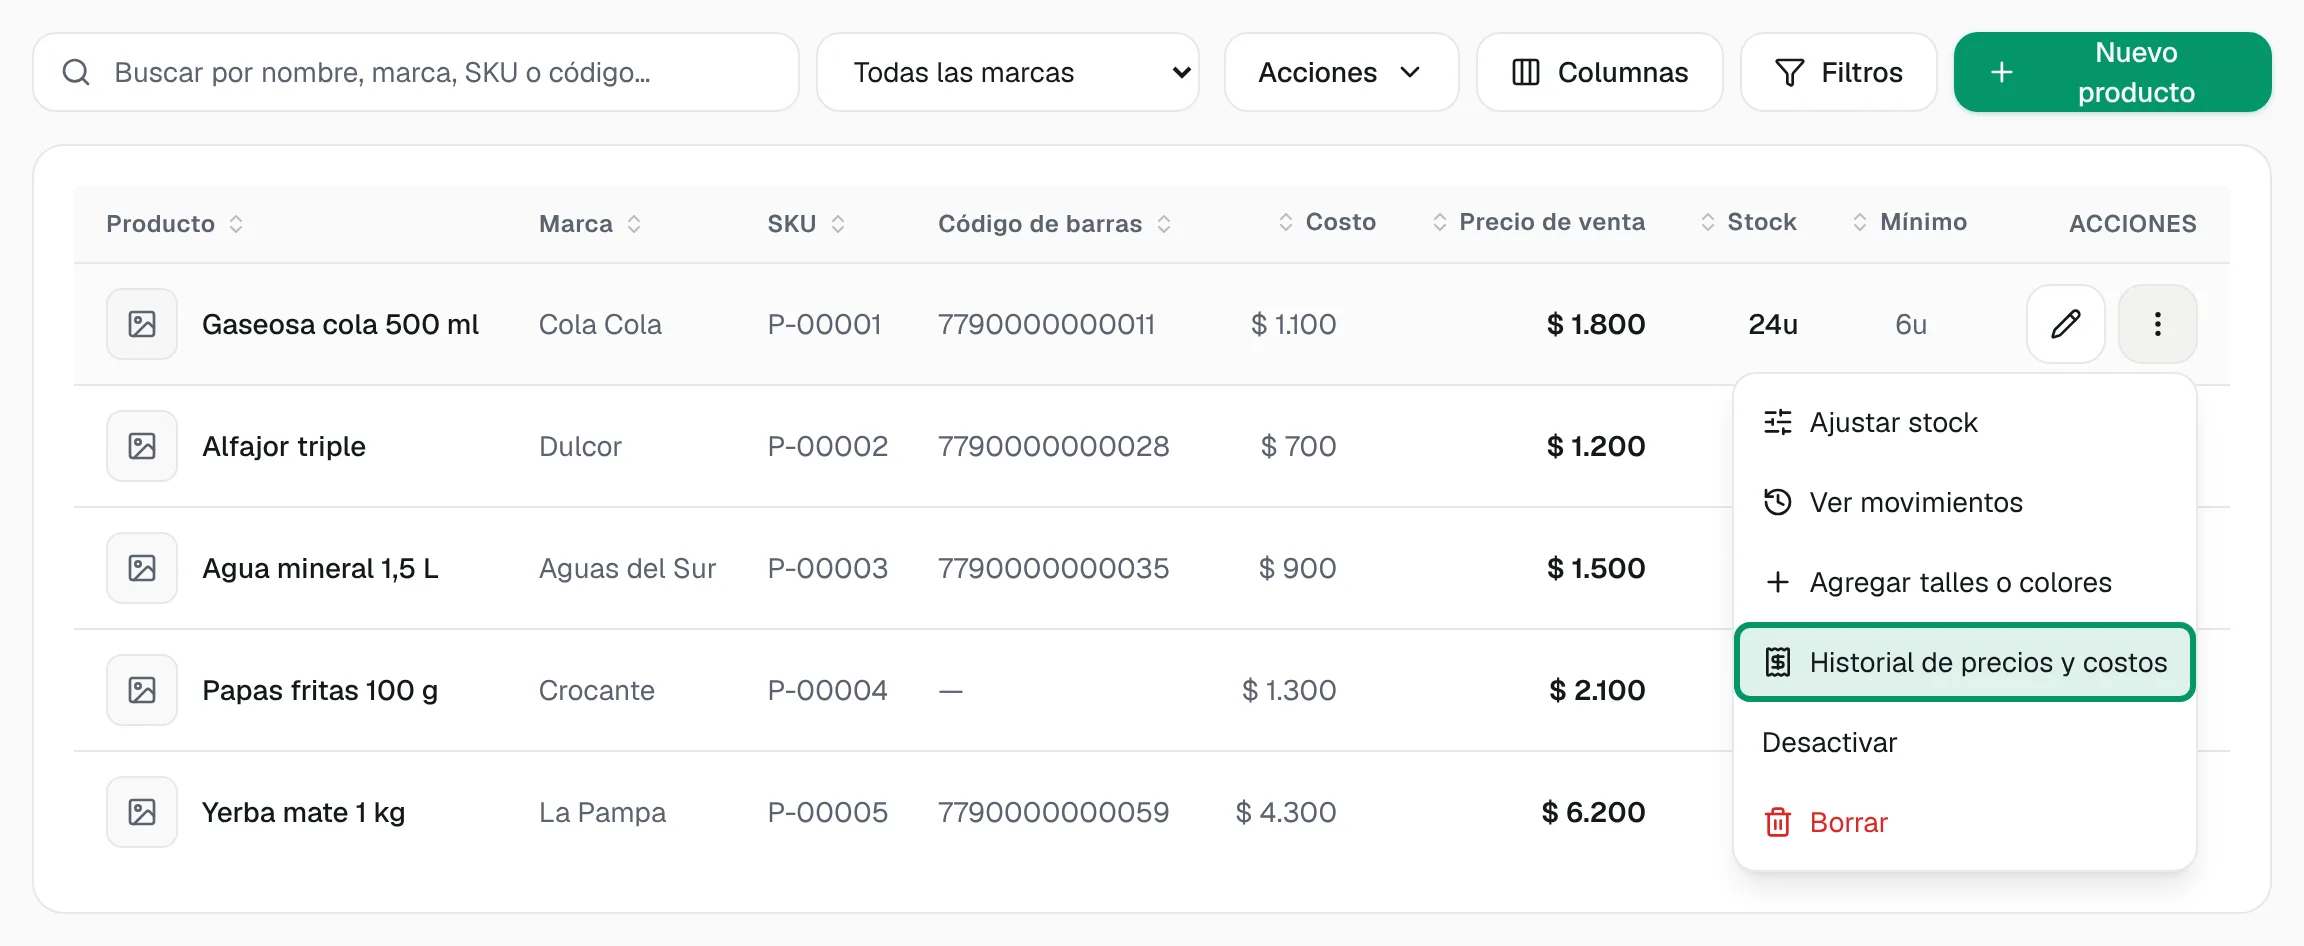 Buscar por nombre, marca, SKU o código...
Todas las marcas
Acciones
Columnas
Filtros
Nuevo
producto
Producto Marca SKU Código de barras Costo Precio de venta Stock Mínimo ACCIONES
Gaseosa cola 500 ml Cola Cola P-00001 7790000000011 $ 1.100 $ 1.800 24u 6u
Alfajor triple Dulcor P-00002 7790000000028 $ 700 $ 1.200
Agua mineral 1,5 L Aguas del Sur P-00003 7790000000035 $ 900 $ 1.500
Papas fritas 100 g Crocante P-00004 — $ 1.300 $ 2.100
Yerba mate 1 kg La Pampa P-00005 7790000000059 $ 4.300 $ 6.200
Ajustar stock
Ver movimientos
Agregar talles o colores
Historial de precios y costos
Desactivar
Borrar